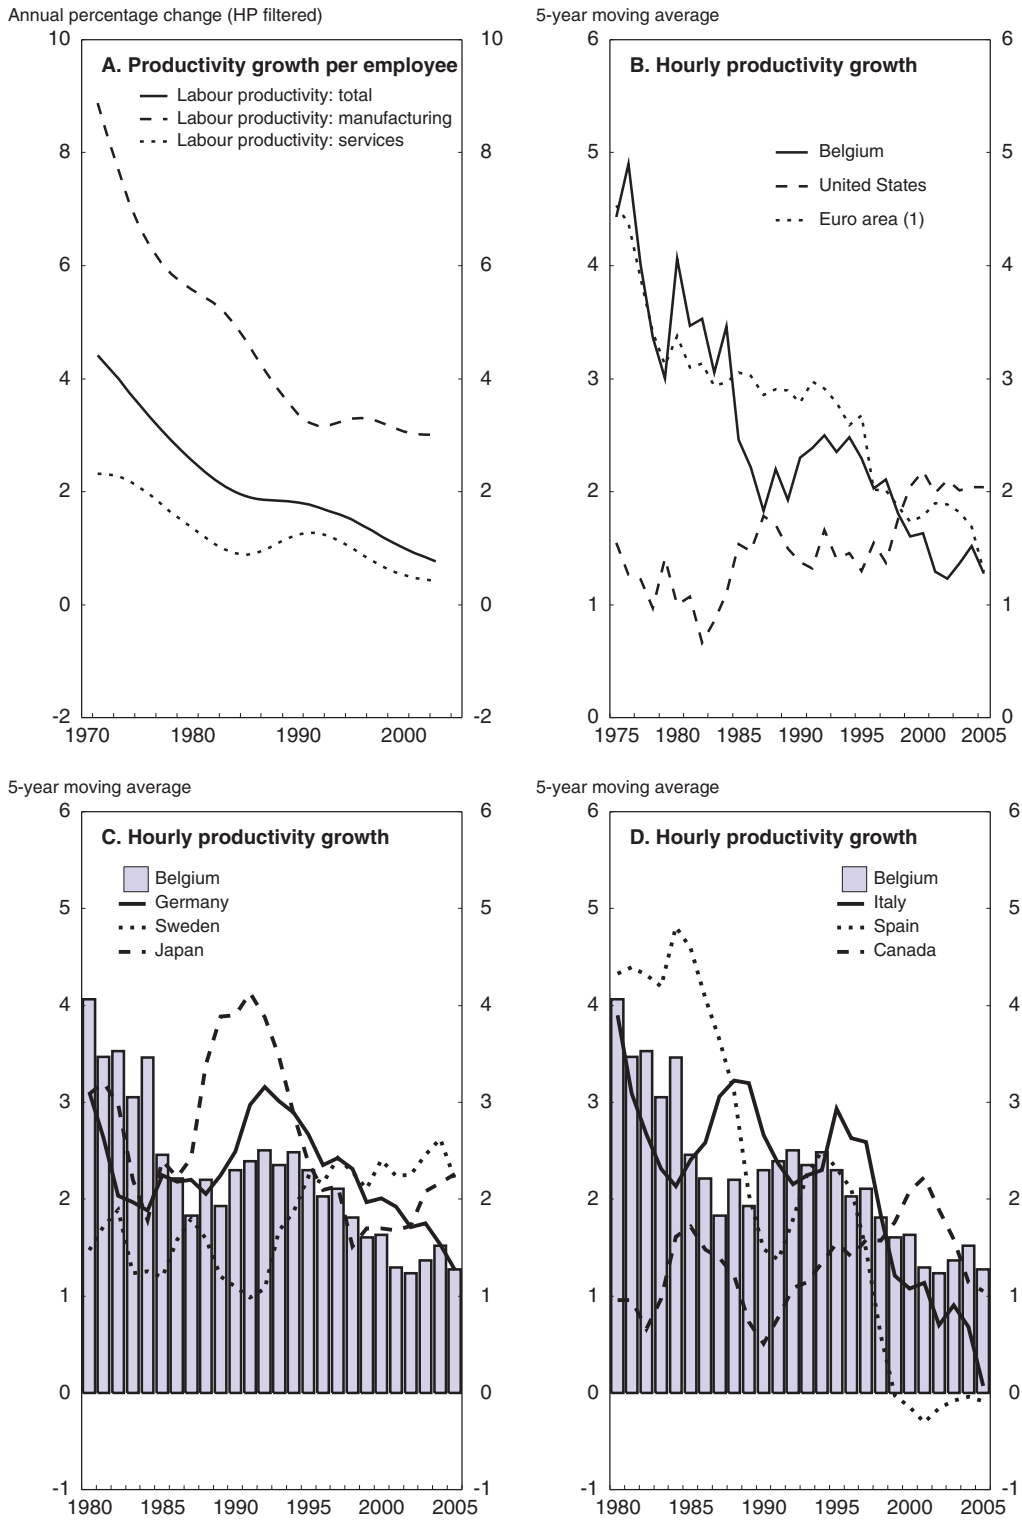 Annual percentage change (HP filtered)
10
10
A. Productivity growth per employee
Labour productivity: total
Labour productivity: manufacturing
Labour productivity: services
8
8
6
6
4
4
2
2
0
0
-2
-2
1970 1980 1990 2000
5-year moving average
6
6
B. Hourly productivity growth
5
5
Belgium
United States
Euro area (1)
4
4
3
3
2
2
1
1
0
0
1975 1980 1985 1990 1995 2000 2005
5-year moving average
6
6
C. Hourly productivity growth
Belgium
Germany
Sweden
Japan
5
5
4
4
3
3
2
2
1
1
0
0
-1
-1
1980 1985 1990 1995 2000 2005
5-year moving average
6
6
D. Hourly productivity growth
Belgium
Italy
Spain
Canada
5
5
4
4
3
3
2
2
1
1
0
0
-1
-1
1980 1985 1990 1995 2000 2005